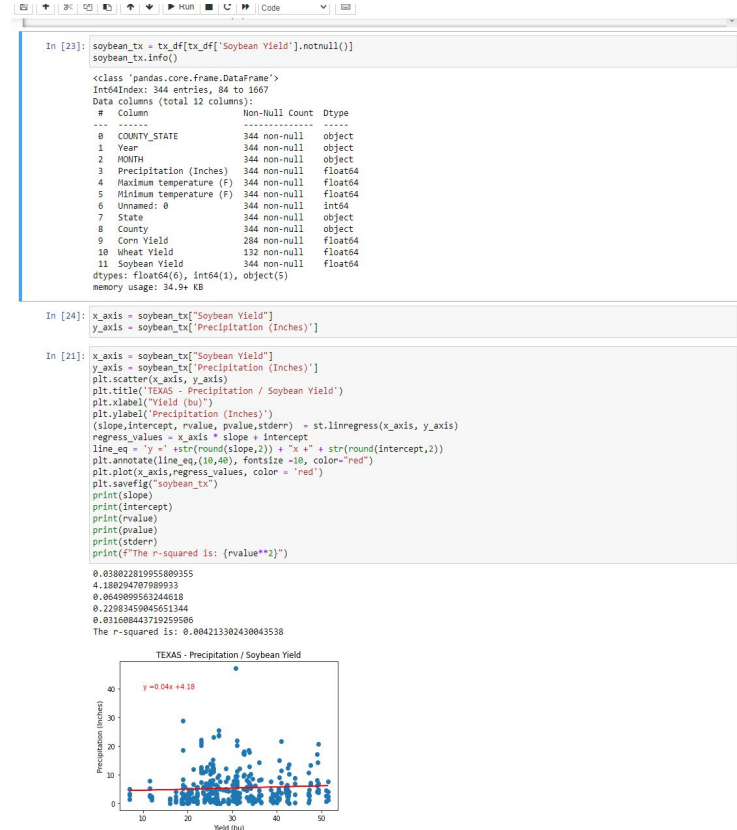 Run
Code
In [23]: soybean_tx = tx_df[tx_df['Soybean Yield'].notnull()]
soybean_tx.info()
<class 'pandas.core.frame.DataFrame'>
Int64Index: 344 entries, 84 to 1667
Data columns (total 12 columns):
# Column Non-Null Count Dtype
--- ------ -------------- -----
0 COUNTY_STATE 344 non-null object
1 Year 344 non-null object
2 MONTH 344 non-null object
3 Precipitation (Inches) 344 non-null float64
4 Maximum temperature (F) 344 non-null float64
5 Minimum temperature (F) 344 non-null float64
6 Unnamed: 0 344 non-null int64
7 State 344 non-null object
8 County 344 non-null object
9 Corn Yield 284 non-null float64
10 Wheat Yield 132 non-null float64
11 Soybean Yield 344 non-null float64
dtypes: float64(6), int64(1), object(5)
memory usage: 34.9+ KB
In [24]: x_axis = soybean_tx["Soybean Yield"]
y_axis = soybean_tx['Precipitation (Inches)']
In [21]: x_axis = soybean_tx["Soybean Yield"]
y_axis = soybean_tx['Precipitation (Inches)']
plt.scatter(x_axis, y_axis)
plt.title('TEXAS - Precipitation / Soybean Yield')
plt.xlabel("Yield (bu)")
plt.ylabel('Precipitation (Inches)')
(slope,intercept, rvalue, pvalue,stderr) = st.linregress(x_axis, y_axis)
regress_values = x_axis * slope + intercept
line_eq = 'y =' +str(round(slope,2)) + "x +" + str(round(intercept,2))
plt.annotate(line_eq,(10,40), fontsize =10, color="red")
plt.plot(x_axis,regress_values, color = 'red')
plt.savefig("soybean_tx")
print(slope)
print(intercept)
print(rvalue)
print(pvalue)
print(stderr)
print(f"The r-squared is: {rvalue**2}")
0.038022819955809355
4.180294707989933
0.0649099563244618
0.22983459045651344
0.031608443719259506
The r-squared is: 0.004213302430043538
TEXAS - Precipitation / Soybean Yield
y =0.04x +4.18
Precipitation (Inches)
40
30
20
10
0
10 20 30 40 50
Yield (bu)